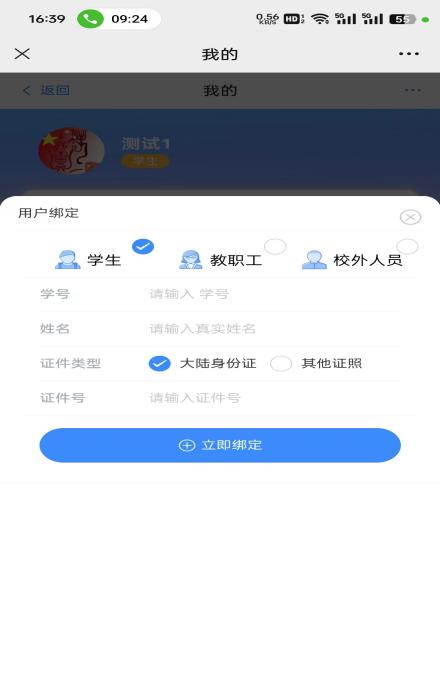 16:39 09:24 0.56 KB/S HD 5G 5G 55
我的
返回 我的
测试1
学生
用户绑定
学生 教职工 校外人员
学号 请输入 学号
姓名 请输入真实姓名
证件类型 大陆身份证 其他证照
证件号 请输入证件号
立即绑定